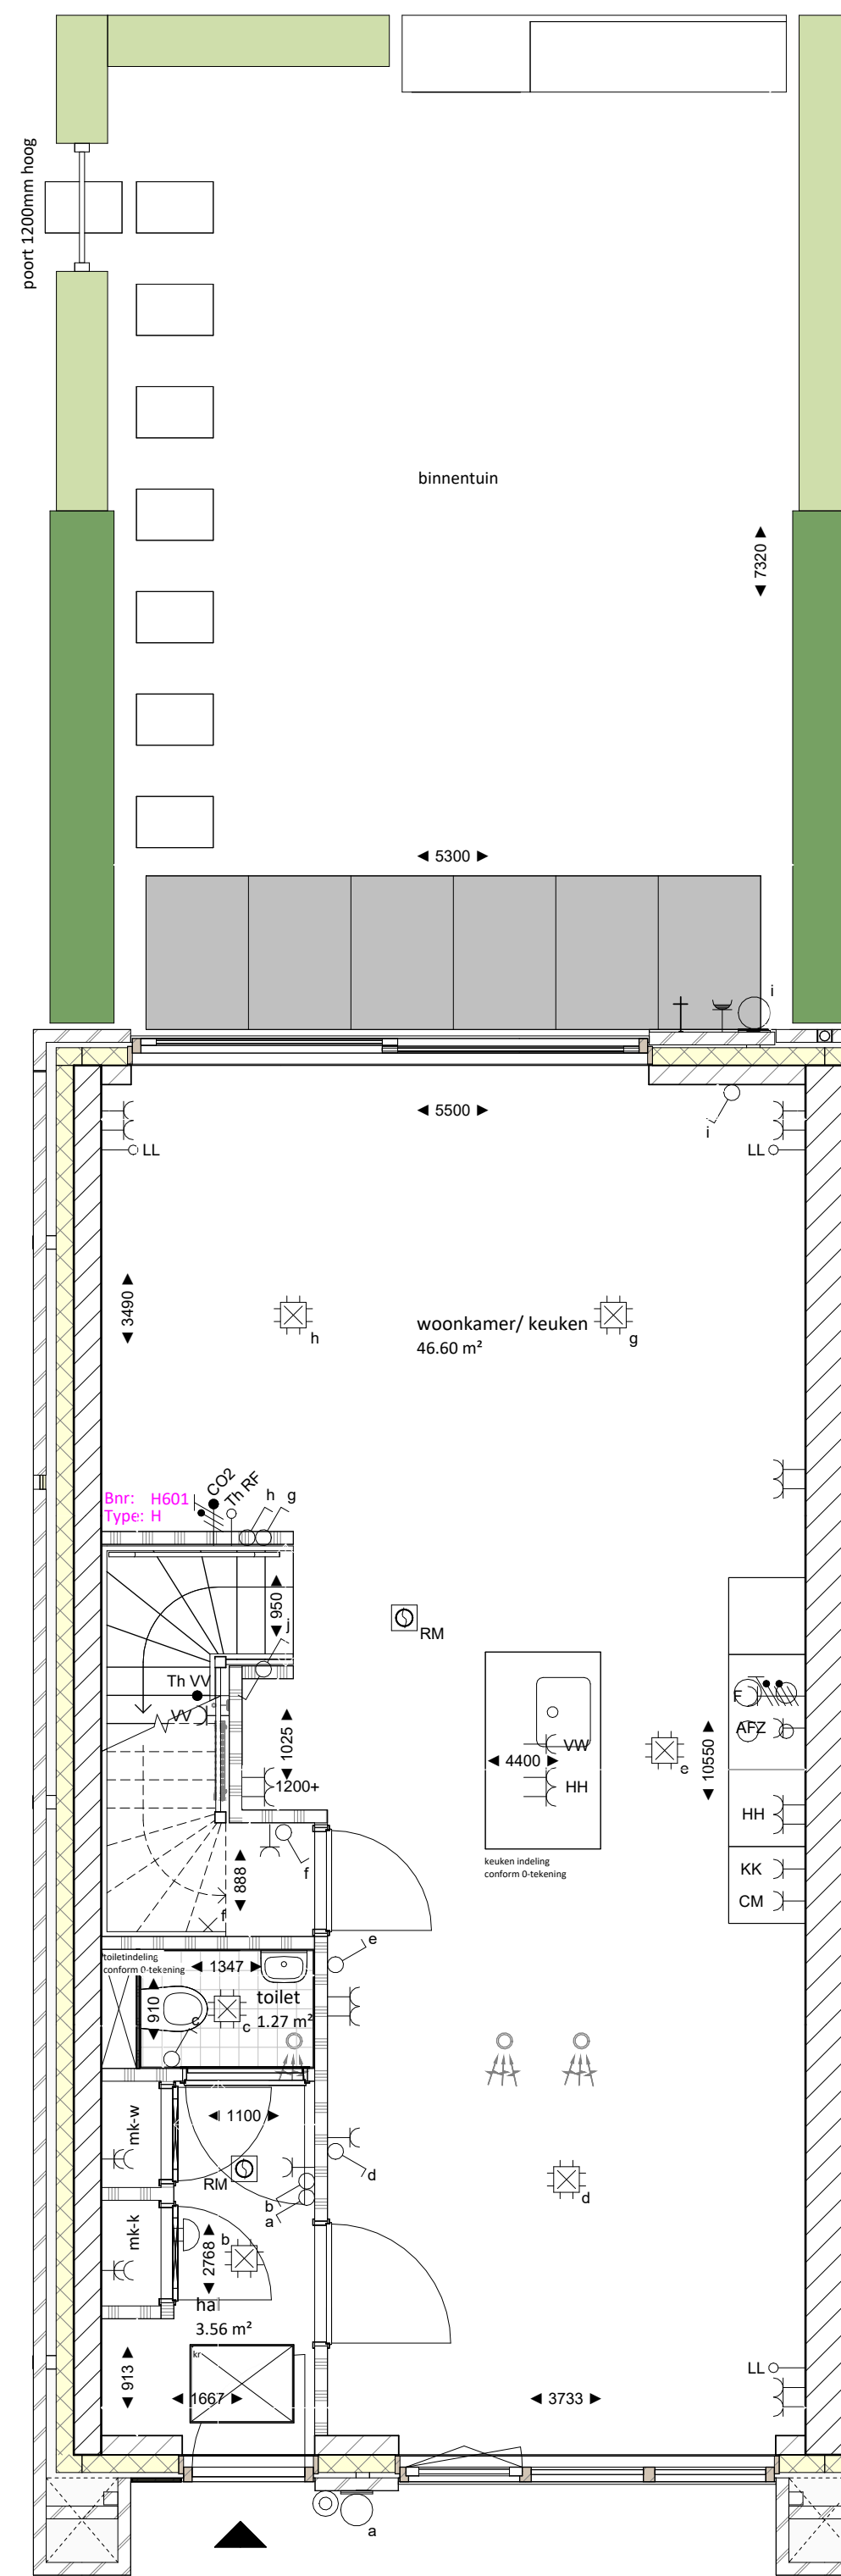 poort 1200mm hoog
binnentuin
7320
5300
i
5500
i
LL
LL
3490
woonkamer/ keuken
46.60 m²
h
g
CO2
Th RF
Bnr: H601
Type: H
h
g
950
j
RM
Th VV
VV
F
AFZ
VW
4400
HH
e
10550
1025
1200+
HH
keuken indeling
conform 0-tekening
KK
CM
888
f
f
e
toiletindeling
conform 0-tekening
1347
910
toilet
1.27 m²
c
c
1100
mk-w
RM
d
b
a
d
mk-k
b
2768
hal
3.56 m²
kr
913
1667
3733
LL
a